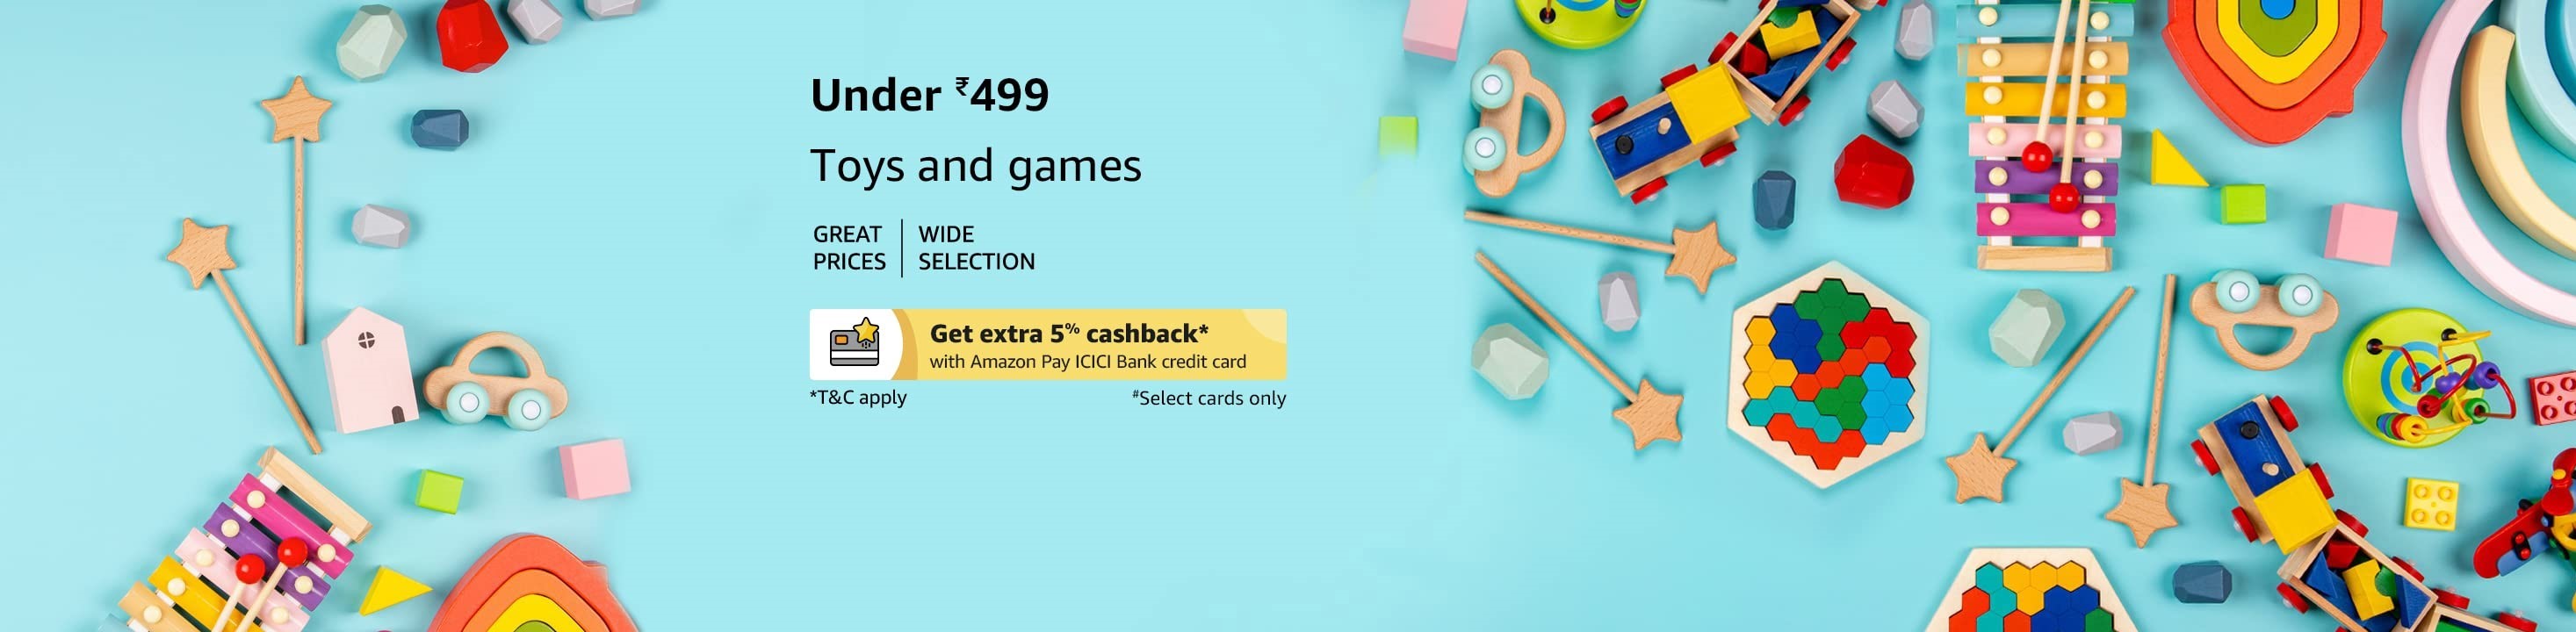 Under ₹499
Toys and games
GREAT PRICES
WIDE SELECTION
Get extra 5% cashback*
with Amazon Pay ICICI Bank credit card
*T&C apply
#Select cards only